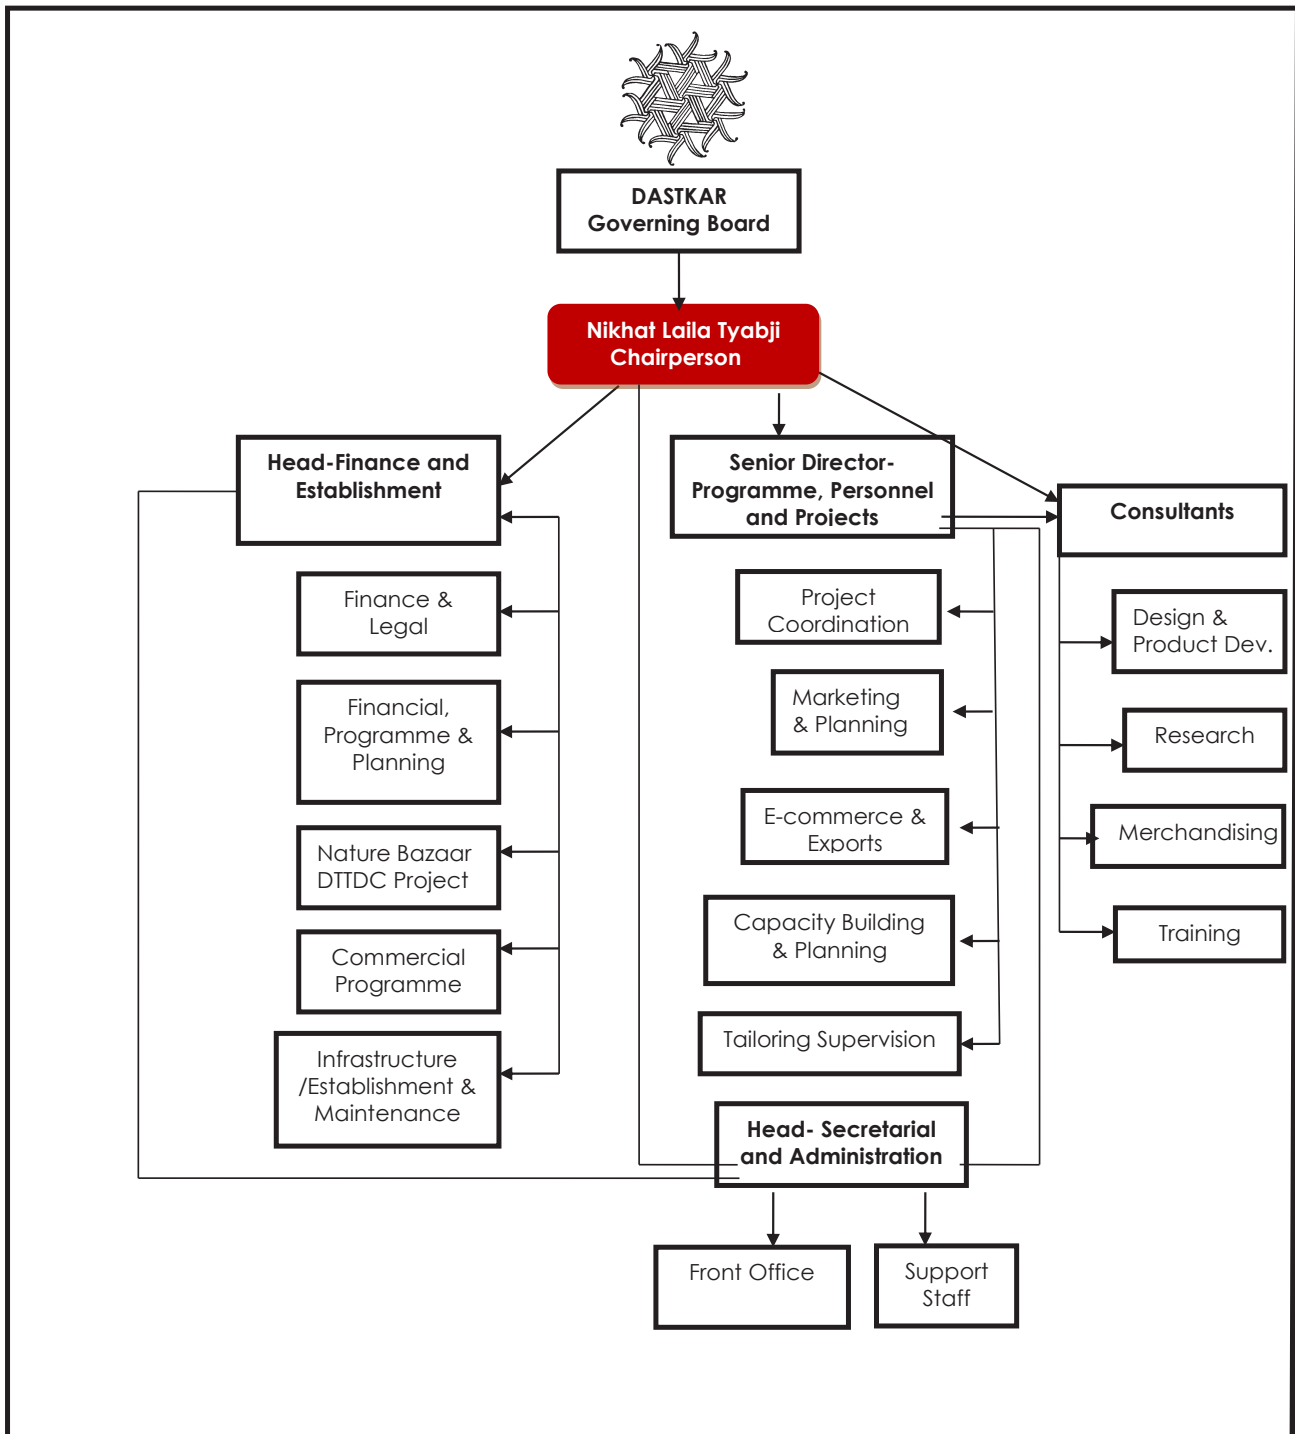 DASTKAR
Governing Board
Nikhat Laila Tyabji
Chairperson
Head-Finance and
Establishment
Senior Director-
Programme, Personnel
and Projects
Consultants
Finance &
Legal
Financial,
Programme &
Planning
Nature Bazaar
DTTDC Project
Commercial
Programme
Infrastructure
/Establishment &
Maintenance
Project
Coordination
Marketing
& Planning
E-commerce &
Exports
Capacity Building
& Planning
Tailoring Supervision
Design &
Product Dev.
Research
Merchandising
Training
Head- Secretarial
and Administration
Front Office
Support
Staff